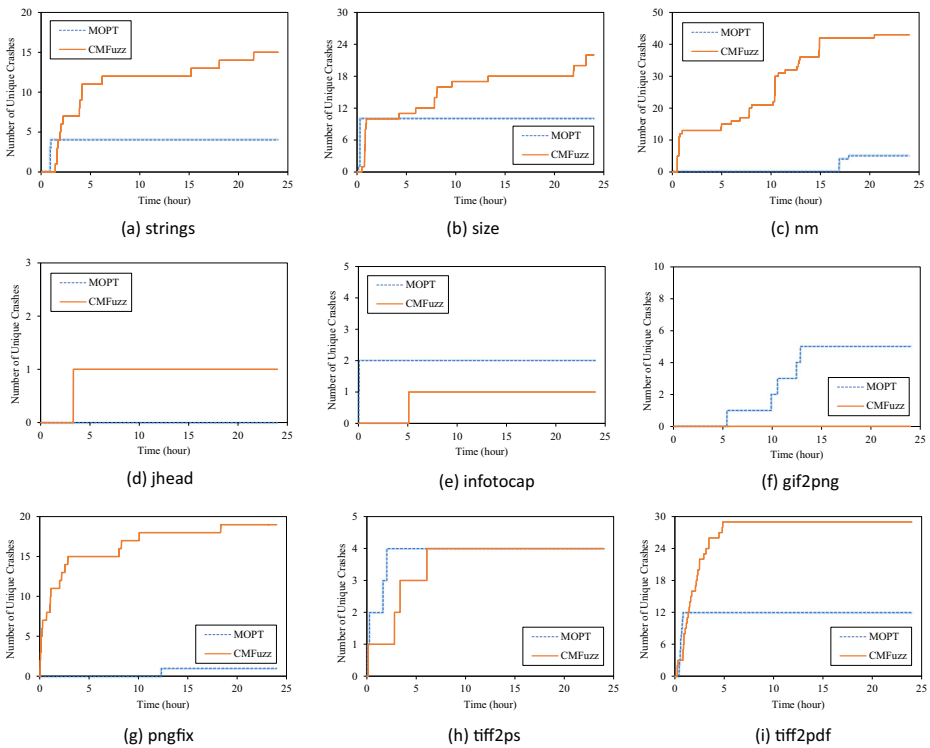 Number of Unique Crashes
20
15
10
5
0
MOPT
CMFuzz
0 5 10 15 20 25
Time (hour)
(a) strings
Number of Unique Crashes
30
24
18
12
6
0
MOPT
CMFuzz
0 5 10 15 20 25
Time (hour)
(b) size
Number of Unique Crashes
50
40
30
20
10
0
MOPT
CMFuzz
0 5 10 15 20 25
Time (hour)
(c) nm
Number of Unique Crashes
3
2
1
0
MOPT
CMFuzz
0 5 10 15 20 25
Time (hour)
(d) jhead
Number of Unique Crashes
5
4
3
2
1
0
MOPT
CMFuzz
0 5 10 15 20 25
Time (hour)
(e) infotocap
Number of Unique Crashes
10
8
6
4
2
0
MOPT
CMFuzz
0 5 10 15 20 25
Time (hour)
(f) gif2png
Number of Unique Crashes
20
15
10
5
0
MOPT
CMFuzz
0 5 10 15 20 25
Time (hour)
(g) pngfix
Number of Unique Crashes
5
4
3
2
1
0
MOPT
CMFuzz
0 5 10 15 20 25
Time (hour)
(h) tiff2ps
Number of Unique Crashes
30
24
18
12
6
0
MOPT
CMFuzz
0 5 10 15 20 25
Time (hour)
(i) tiff2pdf